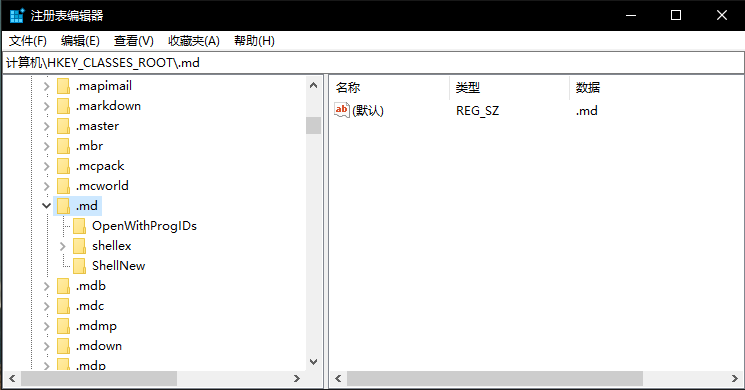 注册表编辑器
文件(F) 编辑(E) 查看(V) 收藏夹(A) 帮助(H)
计算机\HKEY_CLASSES_ROOT\.md
.mapimail
.markdown
.master
.mbr
.mcpack
.mcworld
.md
OpenWithProgIDs
shellex
ShellNew
.mdb
.mdc
.mdmp
.mdown
.mdp
名称 类型 数据
ab (默认) REG_SZ .md